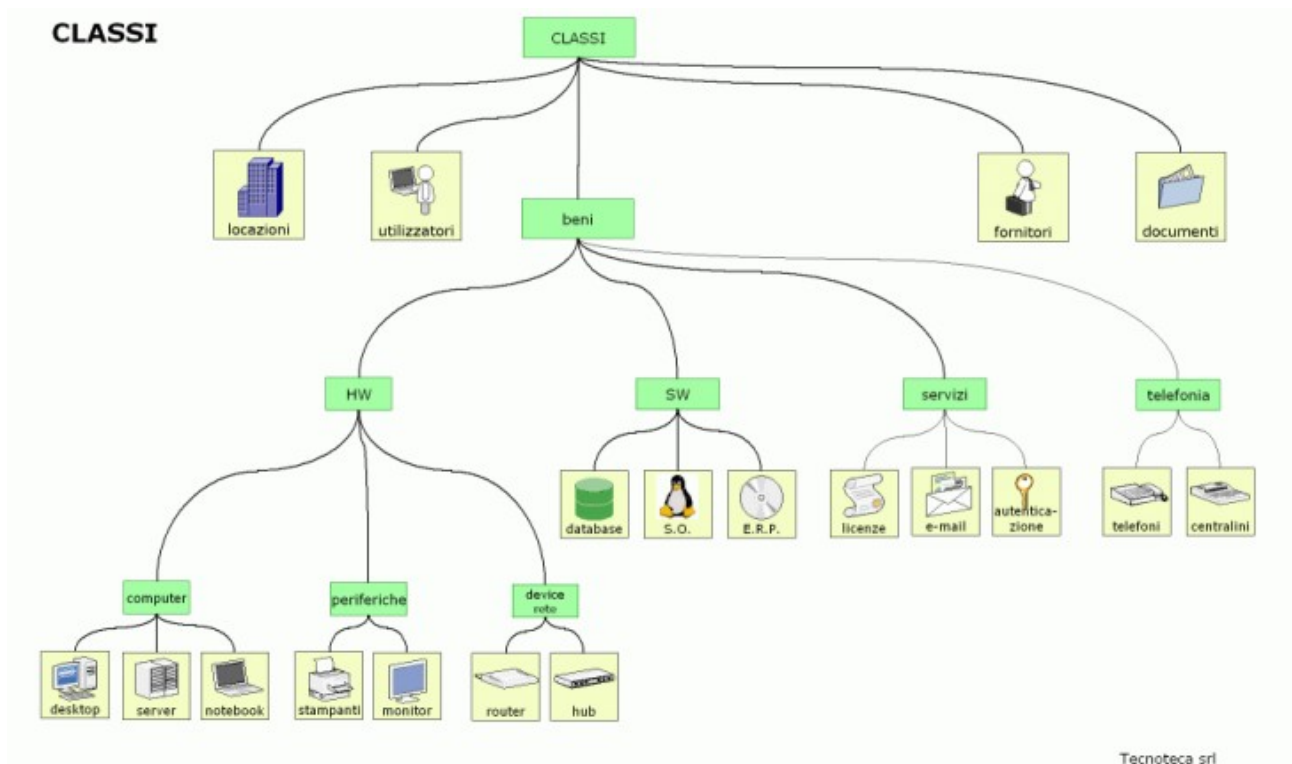 CLASSI
CLASSI
locazioni
utilizzatori
beni
fornitori
documenti
HW
SW
servizi
telefonia
database
S.O.
E.R.P.
licenze
e-mail
autentica-
zione
telefoni
centralini
computer
periferiche
device
rete
desktop
server
notebook
stampanti
monitor
router
hub
Tecnoteca srl